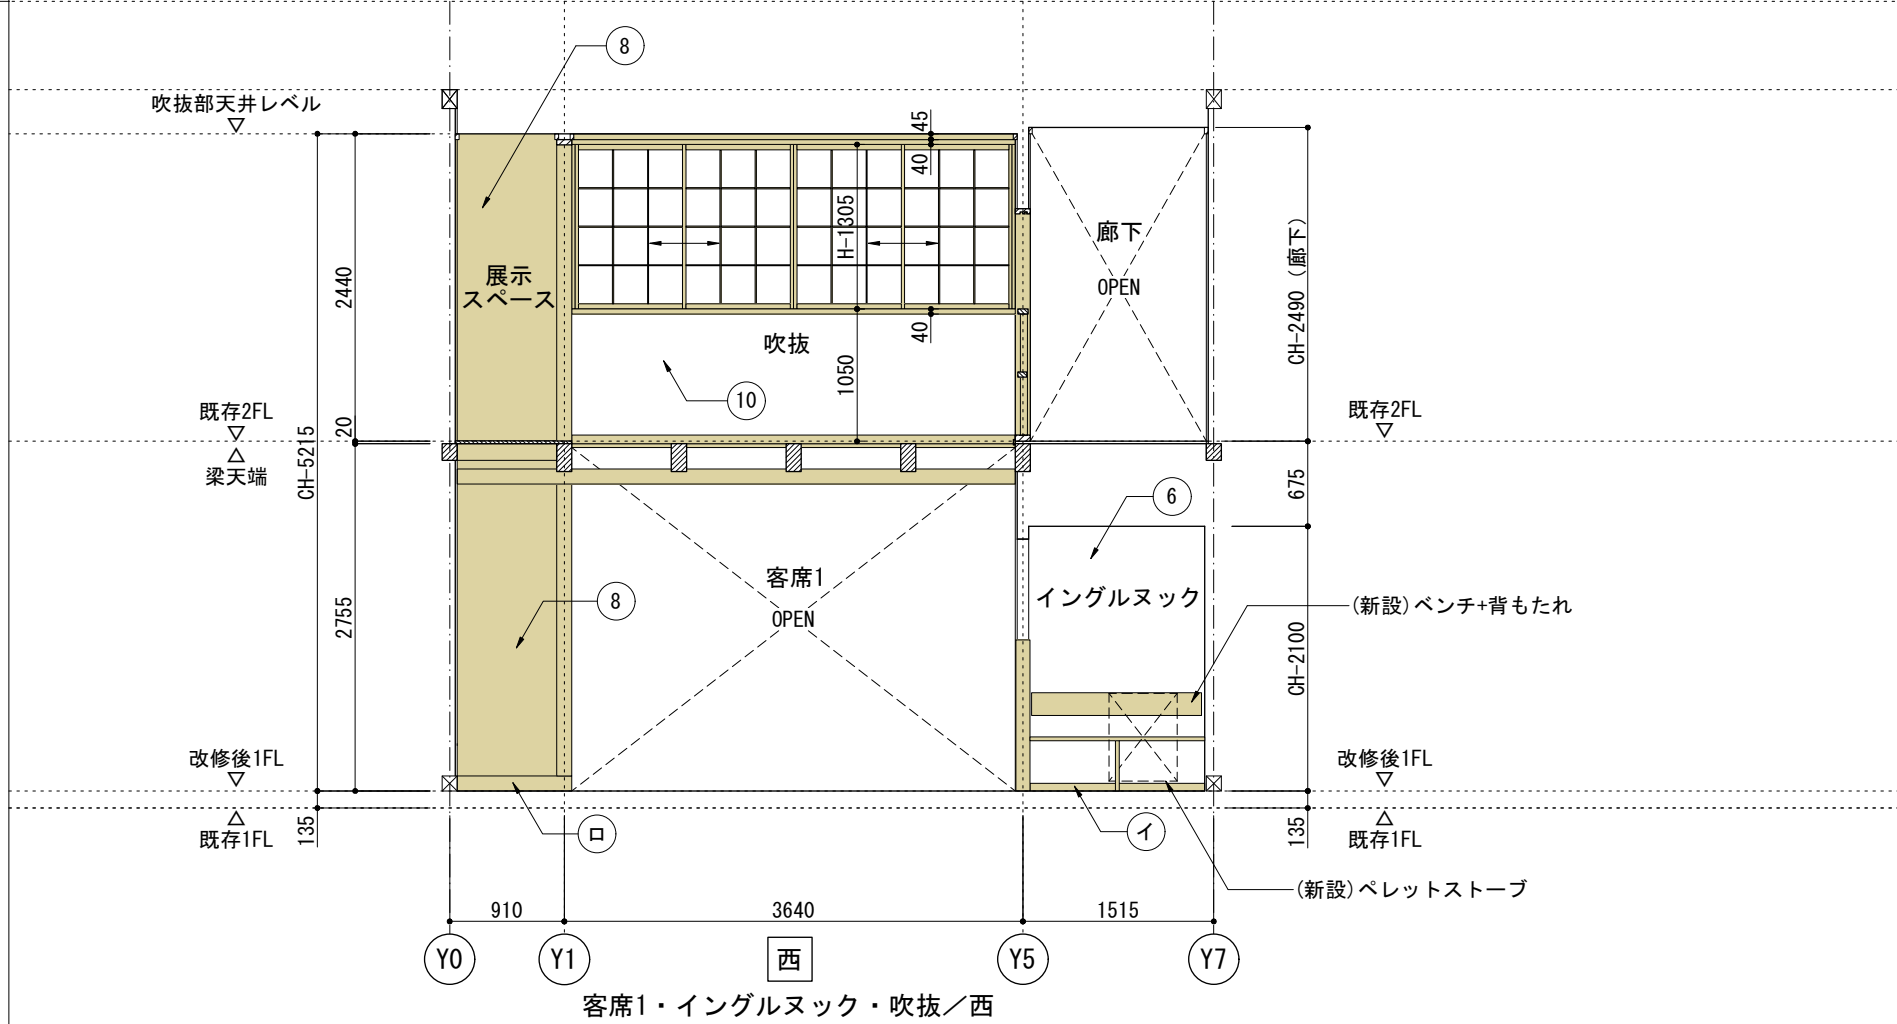 8
吹抜部天井レベル
45
40
H-1305
2440
展示
スペース
廊下
OPEN
CH-2490 (廊下)
吹抜
40
1050
10
既存2FL
20
梁天端
既存2FL
CH-5215
675
6
客席1
OPEN
イングルヌック
8
2755
(新設)ベンチ+背もたれ
CH-2100
改修後1FL
改修後1FL
135
既存1FL
ロ
イ
135
既存1FL
(新設)ペレットストーブ
910
3640
1515
Y0
Y1
西
Y5
Y7
客席1・イングルヌック・吹抜／西